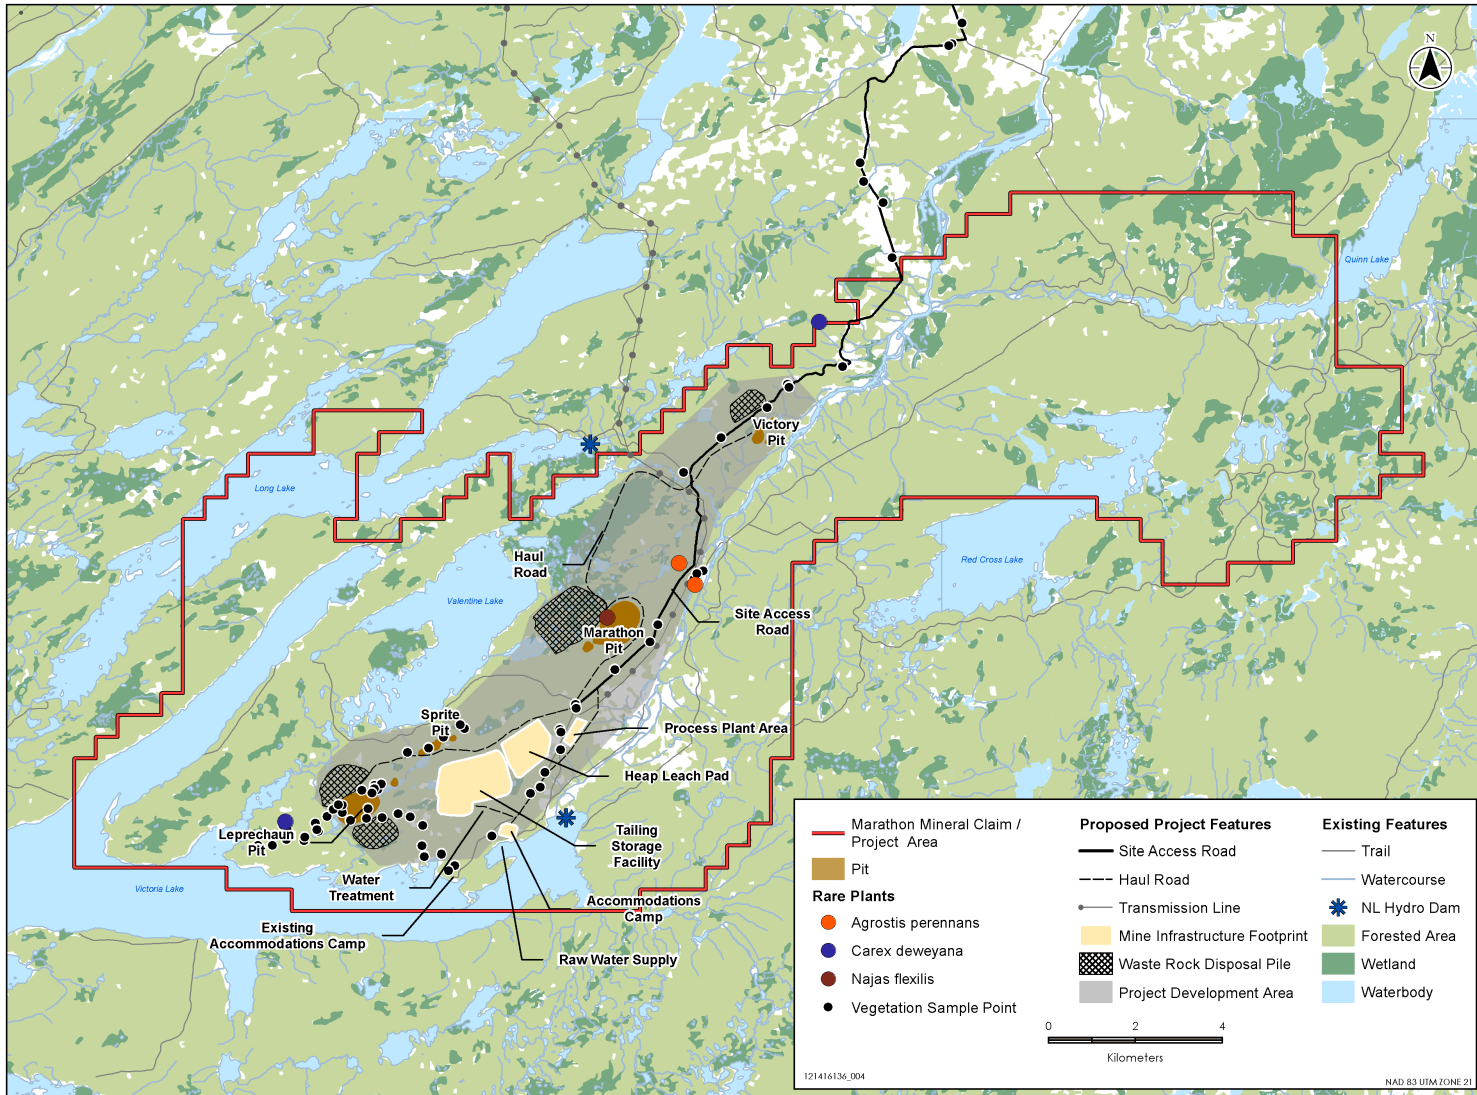 N
Quinn Lake
Victory
Pit
Long Lake
Haul
Road
Red Cross Lake
Valentine Lake
Site Access
Road
Marathon
Pit
Sprite
Pit
Process Plant Area
Heap Leach Pad
Leprechaun
Pit
Tailing
Storage
Facility
Water
Treatment
Victoria Lake
Accommodations
Camp
Existing
Accommodations Camp
Raw Water Supply
Marathon Mineral Claim /
Project Area
Pit
Rare Plants
Agrostis perennans
Carex deweyana
Najas flexilis
Vegetation Sample Point
Proposed Project Features
Site Access Road
Haul Road
Transmission Line
Mine Infrastructure Footprint
Waste Rock Disposal Pile
Project Development Area
Existing Features
Trail
Watercourse
NL Hydro Dam
Forested Area
Wetland
Waterbody
0 2 4
Kilometers
121416136_004
NAD 83 UTM ZONE 21